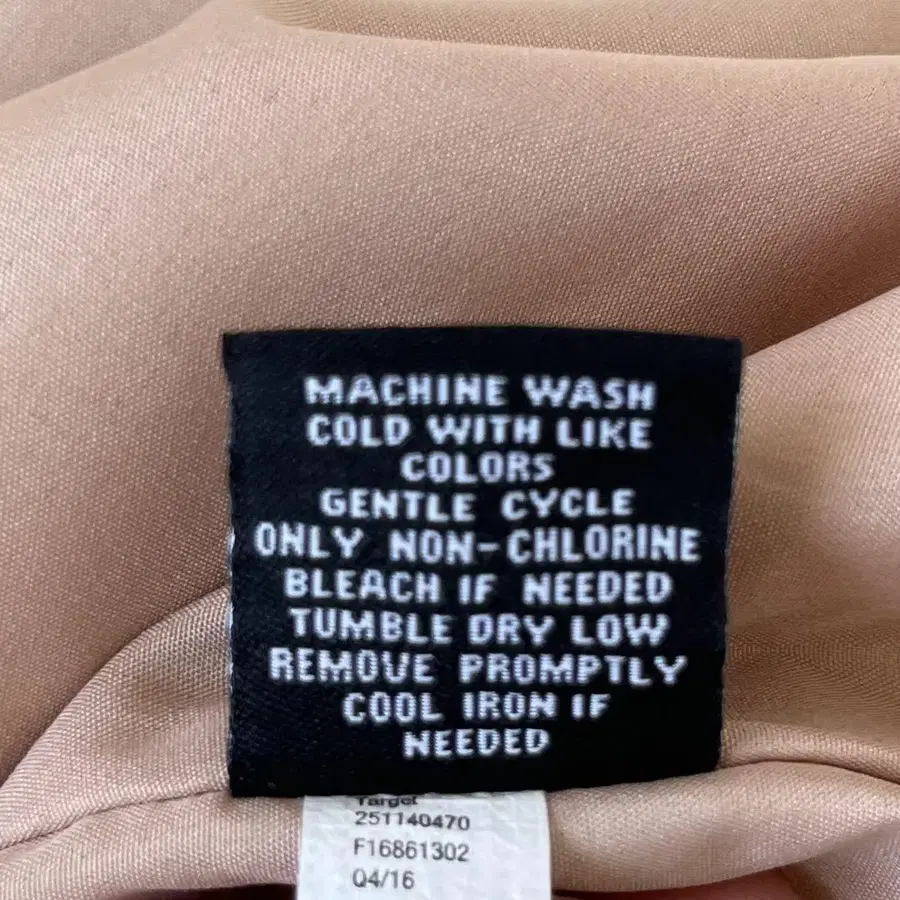 MACHINE WASH
COLD WITH LIKE
COLORS
GENTLE CYCLE
ONLY NON-CHLORINE
BLEACH IF NEEDED
TUMBLE DRY LOW
REMOVE PROMPTLY
COOL IRON IF
NEEDED
Target
251140470
F16861302
Q4/16